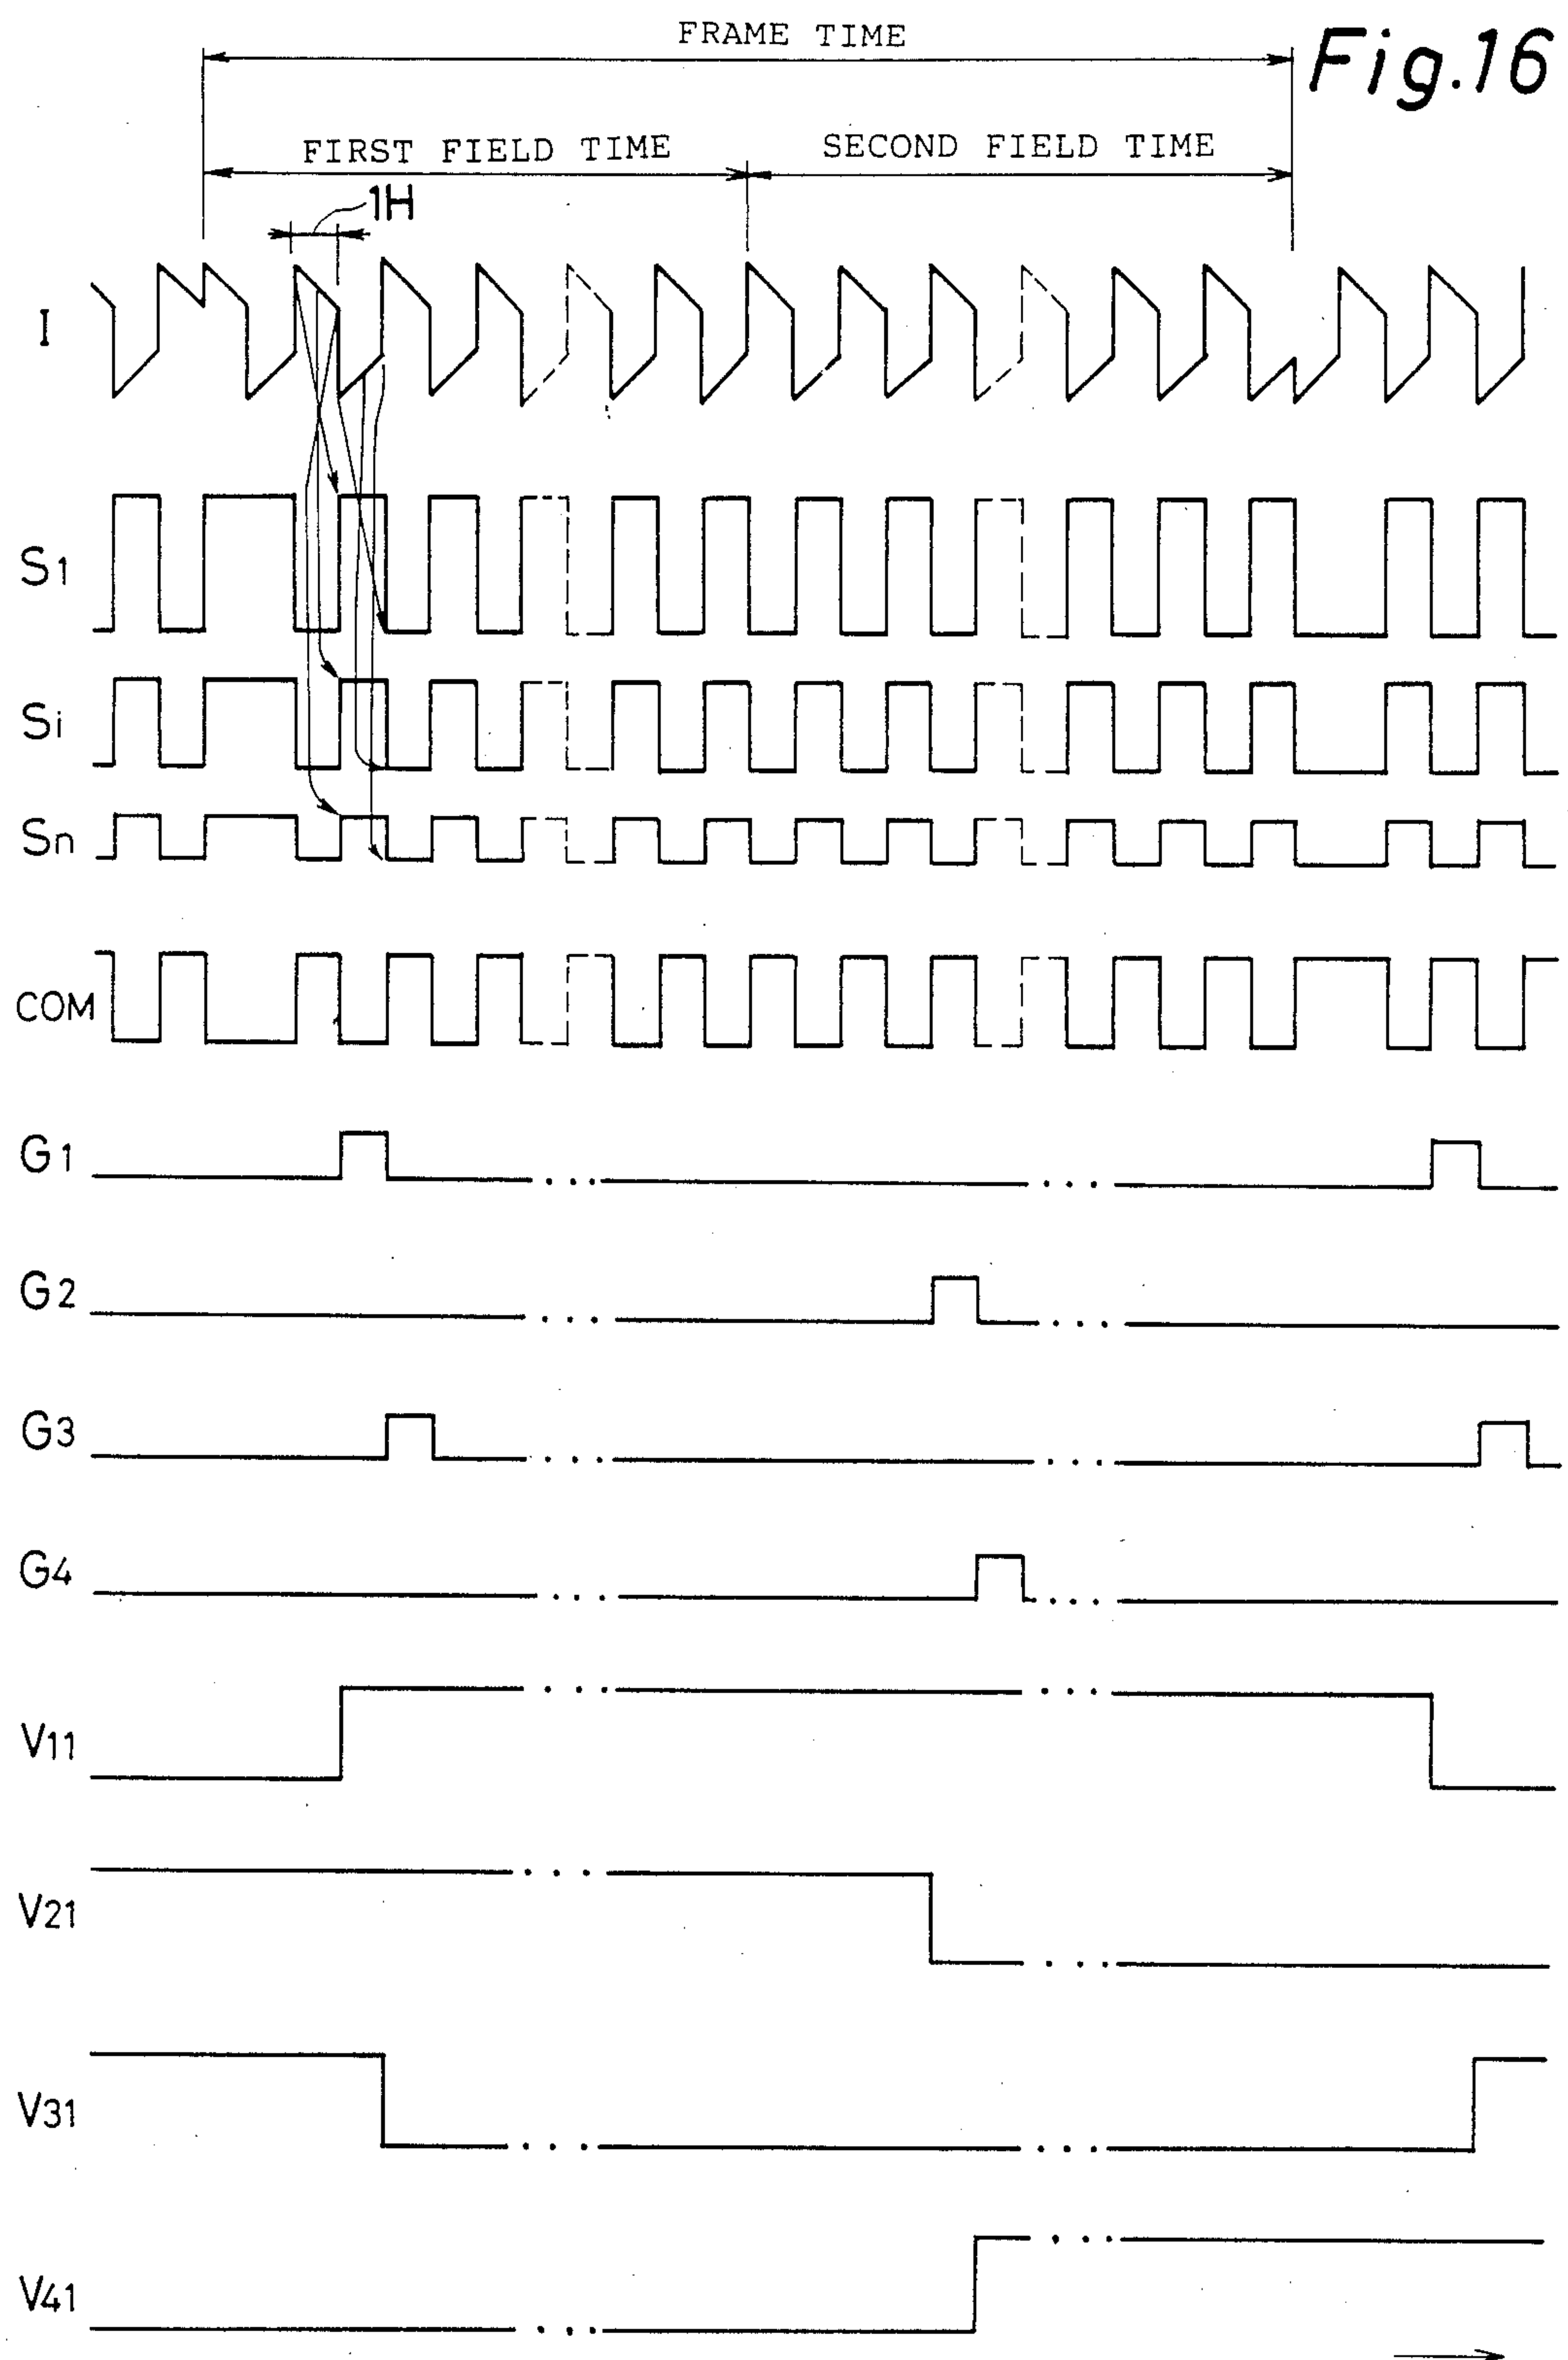 FRAME TIME
Fig.16
FIRST FIELD TIME
SECOND FIELD TIME
1H
I
S1
Si
Sn
COM
G1
G2
G3
G4
V11
V21
V31
V41